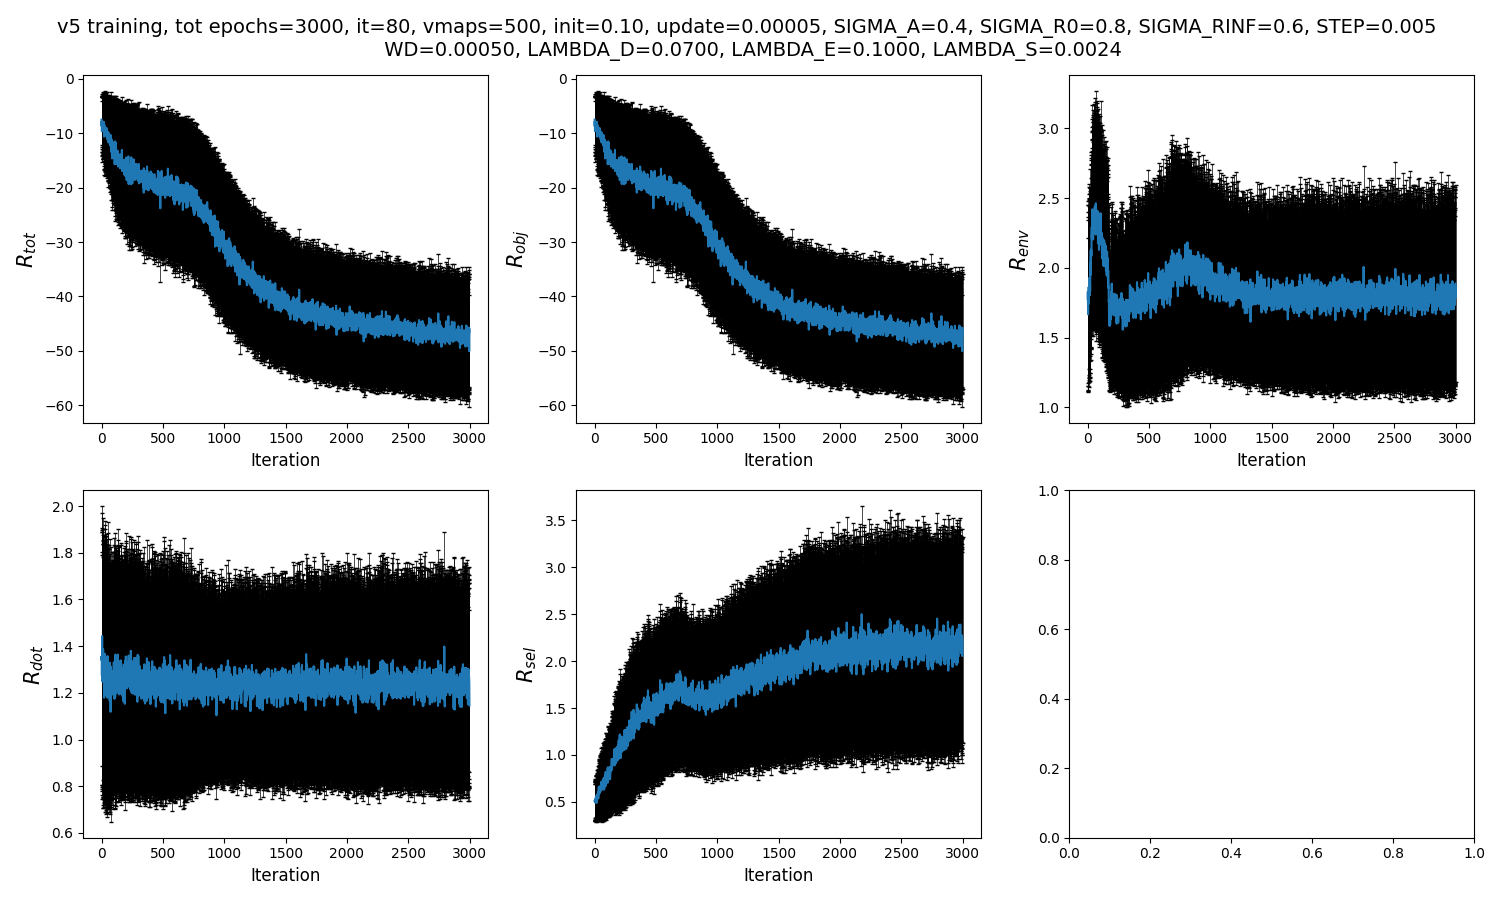 v5 training, tot epochs=3000, it=80, vmaps=500, init=0.10, update=0.00005, SIGMA_A=0.4, SIGMA_R0=0.8, SIGMA_RINF=0.6, STEP=0.005
WD=0.00050, LAMBDA_D=0.0700, LAMBDA_E=0.1000, LAMBDA_S=0.0024
0
−10
−20
−30
−40
−50
−60
R_tot
0 500 1000 1500 2000 2500 3000
Iteration
0
−10
−20
−30
−40
−50
−60
R_obj
0 500 1000 1500 2000 2500 3000
Iteration
3.0
2.5
2.0
1.5
1.0
R_env
0 500 1000 1500 2000 2500 3000
Iteration
2.0
1.8
1.6
1.4
1.2
1.0
0.8
0.6
R_dot
0 500 1000 1500 2000 2500 3000
Iteration
3.5
3.0
2.5
2.0
1.5
1.0
0.5
R_sel
0 500 1000 1500 2000 2500 3000
Iteration
1.0
0.8
0.6
0.4
0.2
0.0
0.0 0.2 0.4 0.6 0.8 1.0